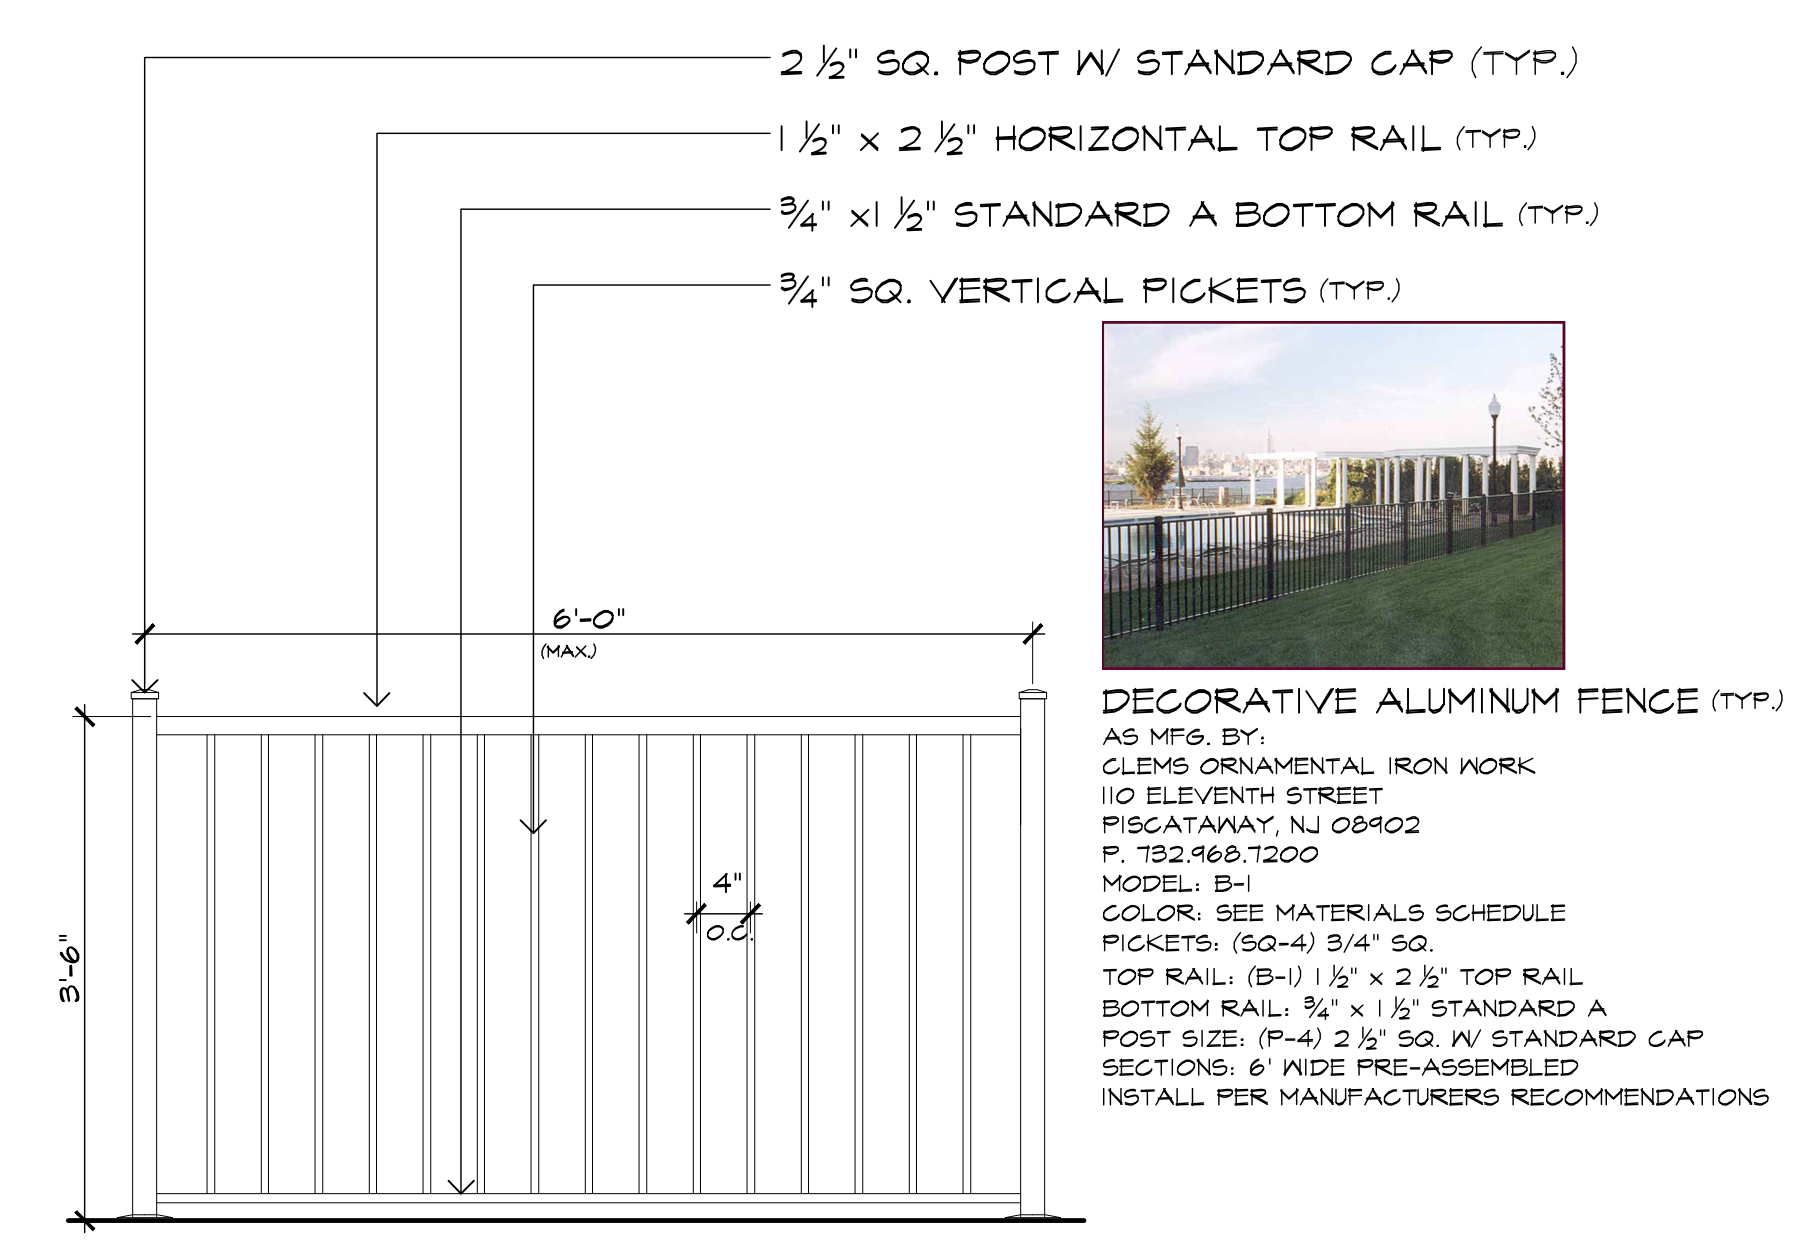 2 ½" SQ. POST W/ STANDARD CAP (TYP.)
1 ½" x 2 ½" HORIZONTAL TOP RAIL (TYP.)
¾" x1 ½" STANDARD A BOTTOM RAIL (TYP.)
¾" SQ. VERTICAL PICKETS (TYP.)
6'-0"
(MAX.)
4"
O.C.
3'-6"
DECORATIVE ALUMINUM FENCE (TYP.)
AS MFG. BY:
CLEMS ORNAMENTAL IRON WORK
110 ELEVENTH STREET
PISCATAWAY, NJ 08902
P. 732.968.7200
MODEL: B-1
COLOR: SEE MATERIALS SCHEDULE
PICKETS: (SQ-4) 3/4" SQ.
TOP RAIL: (B-1) 1 ½" x 2 ½" TOP RAIL
BOTTOM RAIL: ¾" x 1 ½" STANDARD A
POST SIZE: (P-4) 2 ½" SQ. W/ STANDARD CAP
SECTIONS: 6' WIDE PRE-ASSEMBLED
INSTALL PER MANUFACTURERS RECOMMENDATIONS